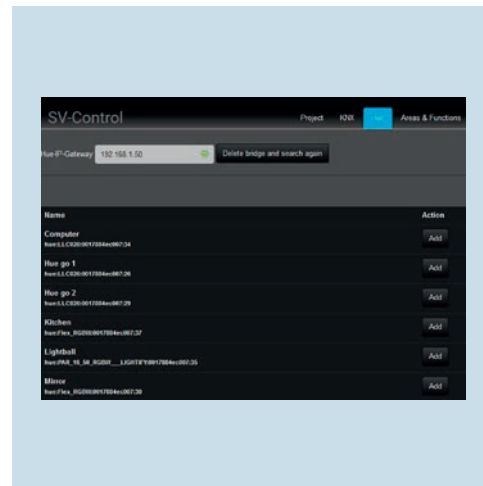 SV-Control
Project KNX Hue Areas & Functions
Hue-IP-Gateway 192.168.1.50 Delete bridge and search again
Name Action
Computer
hue:LLC020:0017884ec007:34 Add
Hue go 1
hue:LLC020:0017884ec007:26 Add
Hue go 2
hue:LLC020:0017884ec007:29 Add
Kitchen
hue:Flex_RGBW:0017884ec007:37 Add
Lightball
Add
Mirror
hue:Flex_RGBW:0017884ec007:30 Add